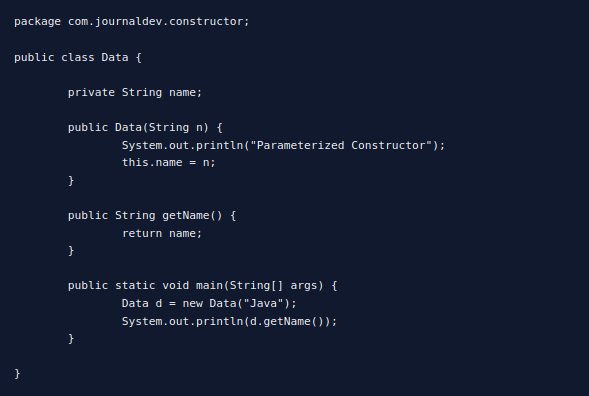 package com.journaldev.constructor;
public class Data {
private String name;
public Data(String n) {
System.out.println("Parameterized Constructor");
this.name = n;
}
public String getName() {
return name;
}
public static void main(String[] args) {
Data d = new Data("Java");
System.out.println(d.getName());
}
}